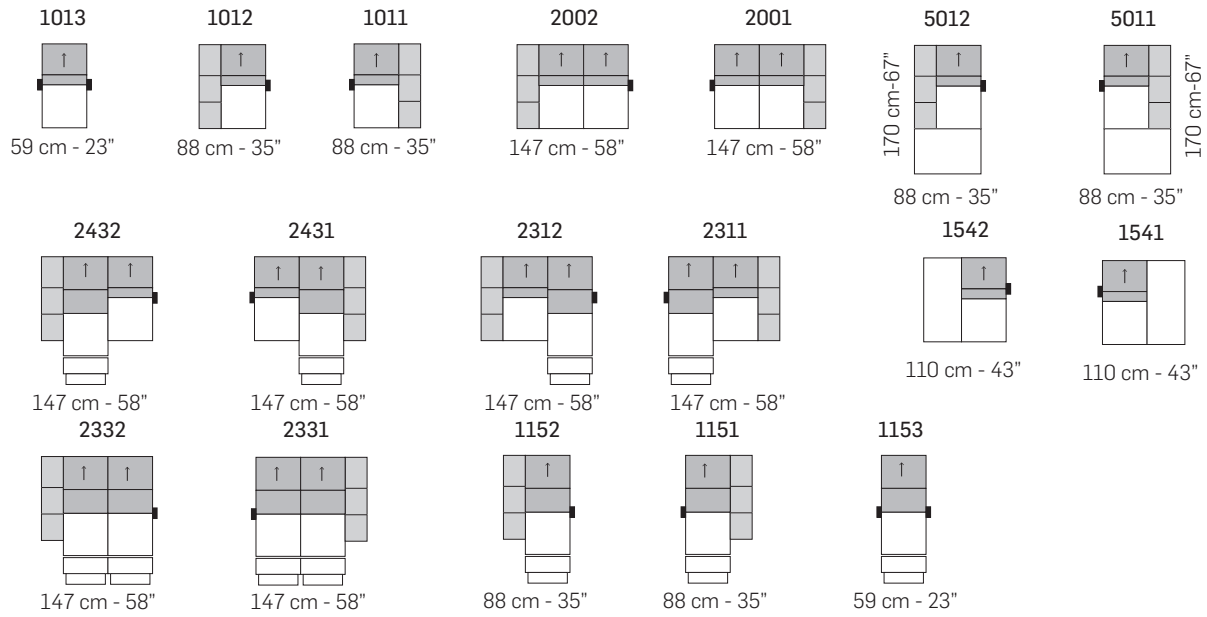 1013
1012
1011
2002
2001
5012
5011
170 cm-67”
170 cm-67”
59 cm - 23”
88 cm - 35”
88 cm - 35”
147 cm - 58”
147 cm - 58”
88 cm - 35”
88 cm - 35”
2432
2431
2312
2311
1542
1541
147 cm - 58”
147 cm - 58”
147 cm - 58”
147 cm - 58”
110 cm - 43”
110 cm - 43”
2332
2331
1152
1151
1153
147 cm - 58”
147 cm - 58”
88 cm - 35”
88 cm - 35”
59 cm - 23”